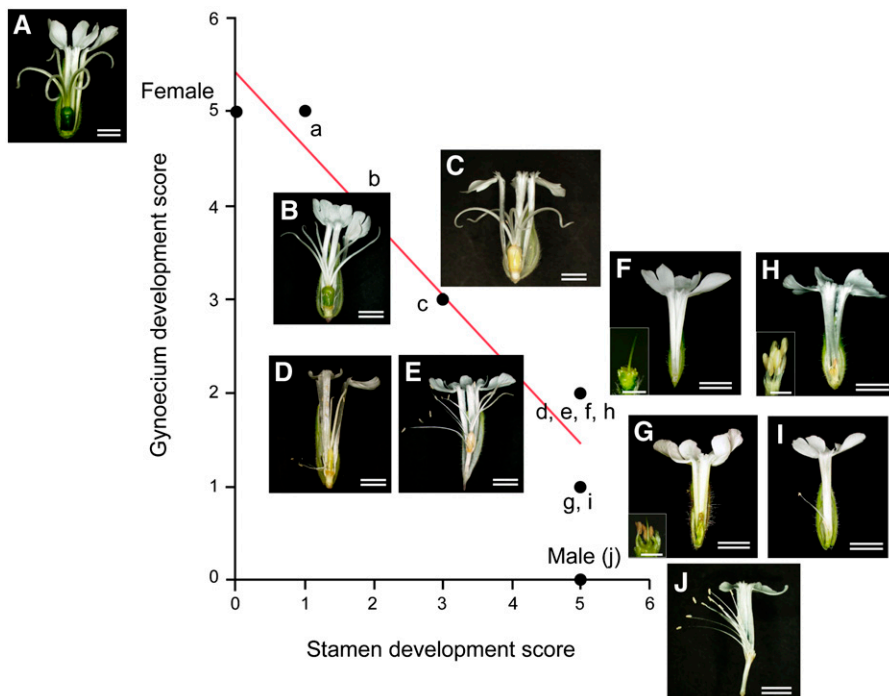 A
6
Female
5
a
b
4
B
C
3
c
F
H
D
E
2
d, e, f, h
G
I
1
g, i
Male (j)
0
J
0
1
2
3
4
5
6
Gynoecium development score
Stamen development score